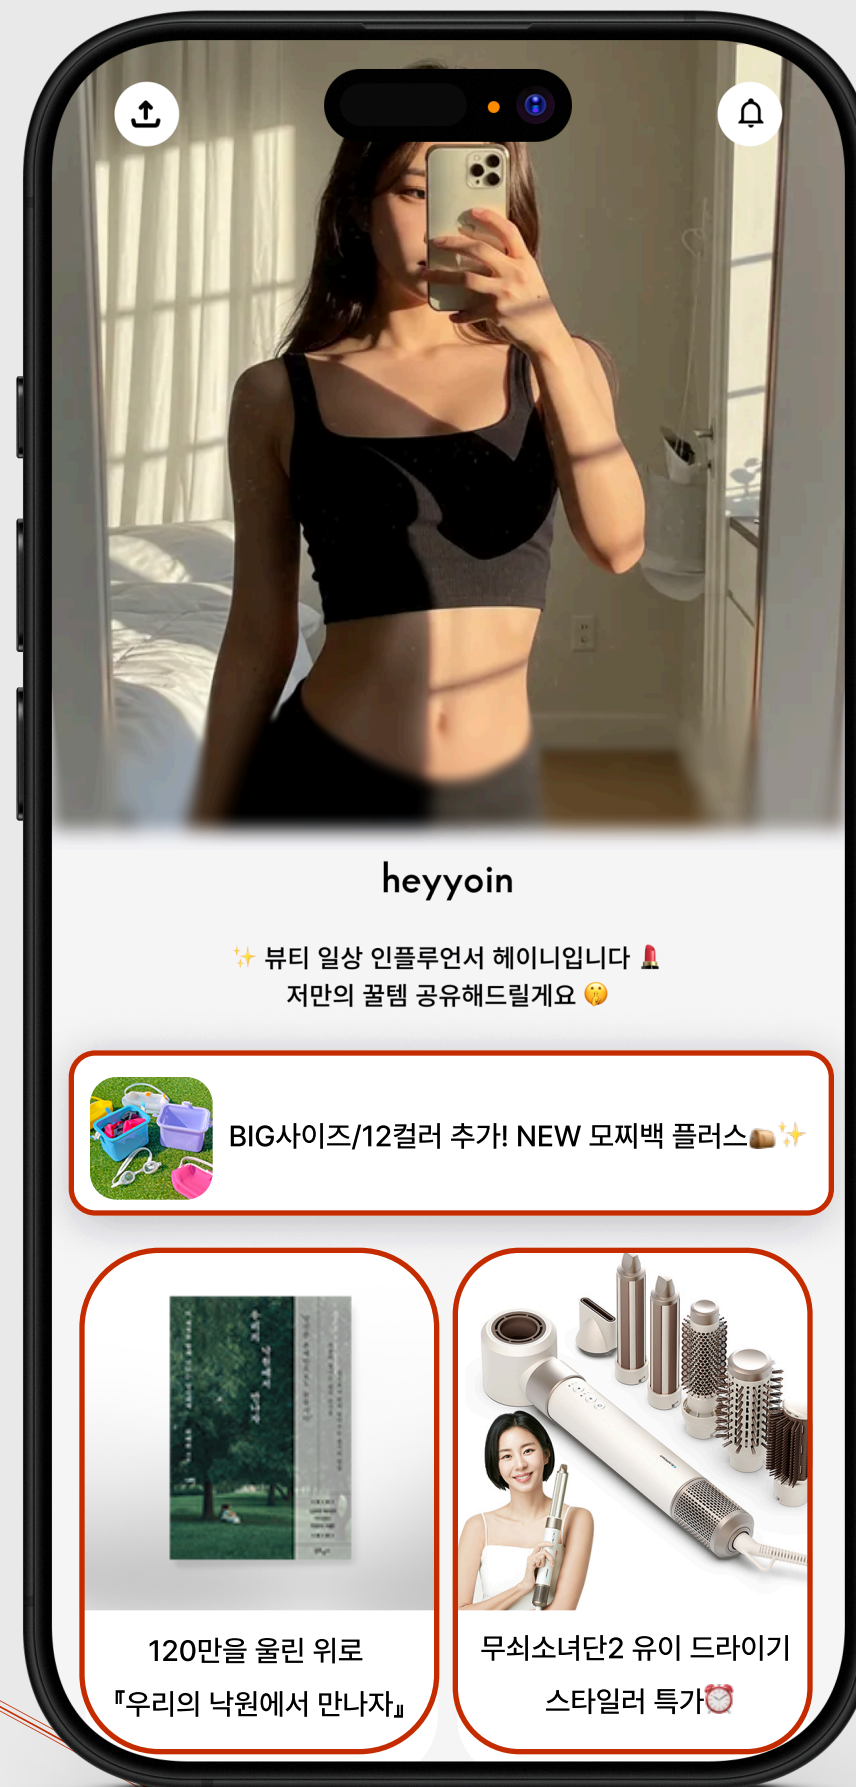 heyyoin
✨ 뷰티 일상 인플루언서 헤이니입니다 💄
저만의 꿀템 공유해드릴게요 🤫
BIG사이즈/12컬러 추가! NEW 모찌백 플러스👝✨
120만을 울린 위로
『우리의 낙원에서 만나자』
무쇠소녀단2 유이 드라이기
스타일러 특가⏰